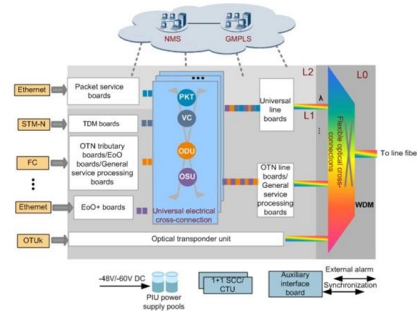 NMS
GMPLS
L2
L0
Ethernet
Packet service
boards
PKT
Universal
line
boards
λ
L1
STM-N
TDM boards
VC
FC
OTN tributary
boards/EoO
boards/General
service processing
boards
ODU
OSU
Flexible optical cross-
connections
To line fibe
OTN line
boards/
General
service
processing
boards
Ethernet
EoO+ boards
Universal electrical
cross-connection
WDM
OTUk
Optical transponder unit
-48V/-60V DC
PIU power
supply pools
1+1 SCC/
CTU
Auxiliary
interface
board
External alarm
Synchronization